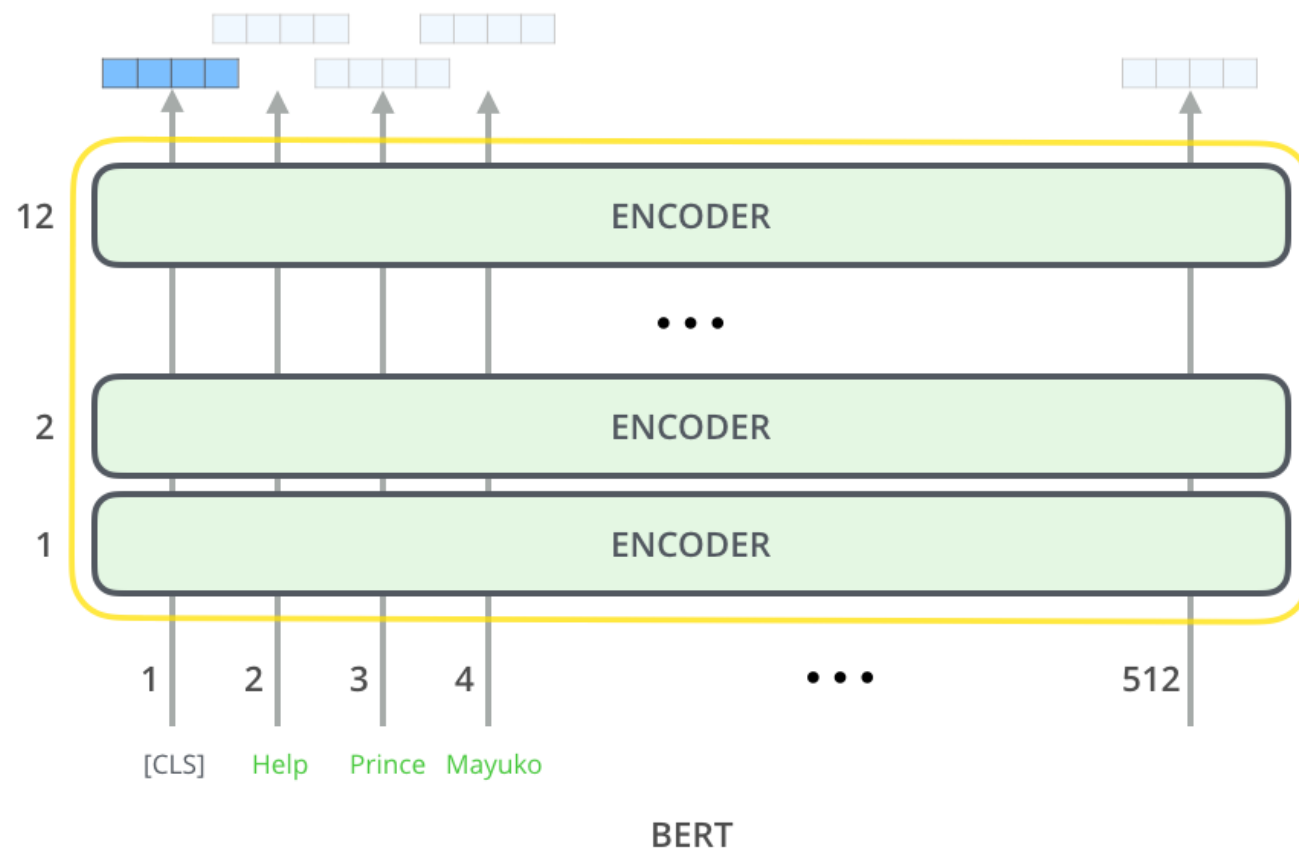 12 ENCODER
...
2 ENCODER
1 ENCODER
1 2 3 4 ... 512
[CLS] Help Prince Mayuko
BERT